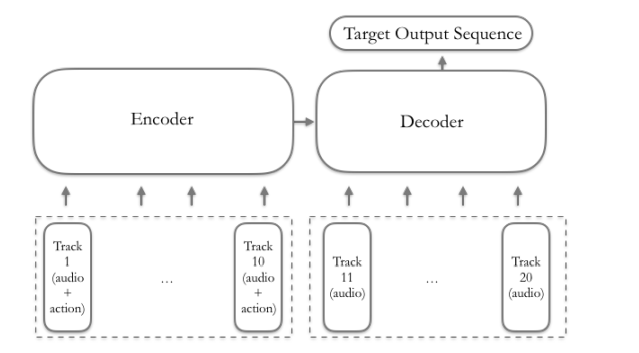 Target Output Sequence
Encoder
Decoder
Track
1
(audio
+
action)
...
Track
10
(audio
+
action)
Track
11
(audio)
...
Track
20
(audio)